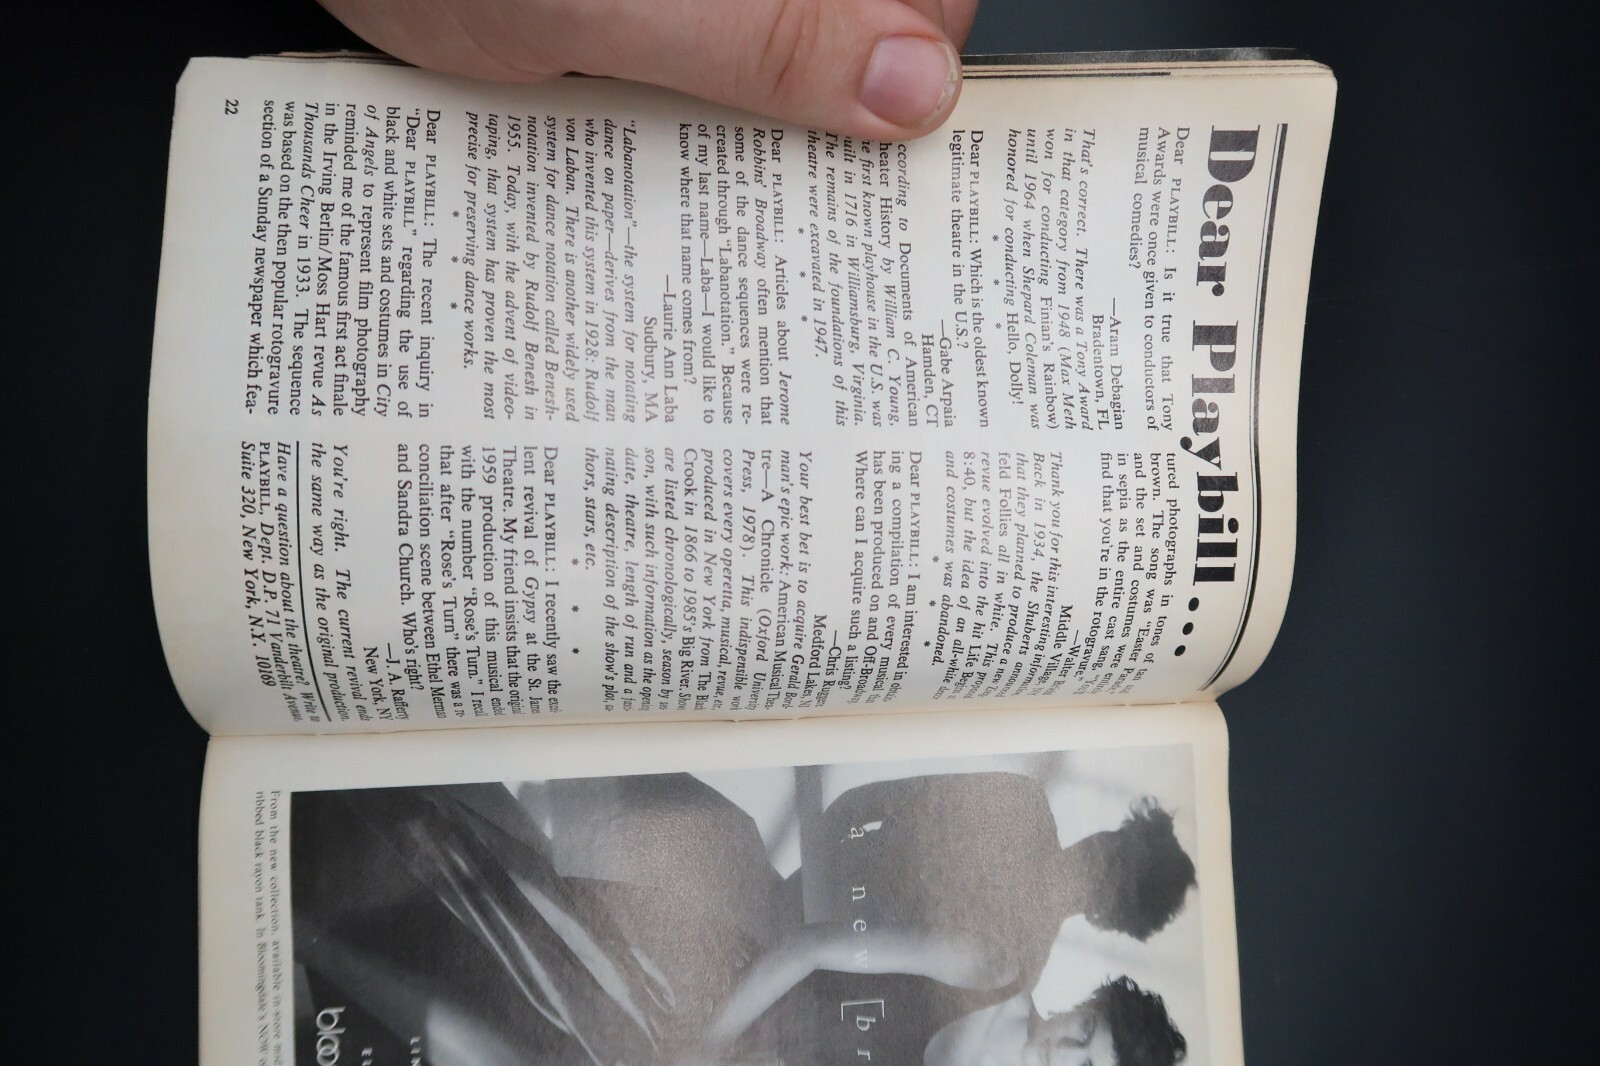 Dear Playbill....
Dear PLAYBILL: Is it true that Tony
Awards were once given to conductors of
musical comedies?
—Aram Debagian
Bradentown, FL
That's correct. There was a Tony Award
in that category from 1948 (Max Meth
won for conducting Finian's Rainbow)
until 1964 when Shepard Coleman was
honored for conducting Hello, Dolly!
* * *
Dear PLAYBILL: Which is the oldest known
legitimate theatre in the U.S.?
—Gabe Arpaia
Hamden, CT
ccording to Documents of American
heater History by William C. Young,
he first known playhouse in the U.S. was
uilt in 1716 in Williamsburg, Virginia.
The remains of the foundations of this
theatre were excavated in 1947.
* * *
Dear PLAYBILL: Articles about Jerome
Robbins' Broadway often mention that
some of the dance sequences were re-
created through "Labanotation." Because
of my last name—Laba—I would like to
know where that name comes from?
—Laurie Ann Laba
Sudbury, MA
"Labanotation"—the system for notating
dance on paper—derives from the man
who invented this system in 1928: Rudolf
von Laban. There is another widely used
system for dance notation called Benesh-
notation invented by Rudolf Benesh in
1955. Today, with the advent of video-
taping, that system has proven the most
precise for preserving dance works.
* * *
Dear PLAYBILL: The recent inquiry in
"Dear PLAYBILL" regarding the use of
black and white sets and costumes in City
of Angels to represent film photography
reminded me of the famous first act finale
in the Irving Berlin/Moss Hart revue As
Thousands Cheer in 1933. The sequence
was based on the then popular rotogravure
section of a Sunday newspaper which fea-
22
tured photographs in tones of
brown. The song was "Easter
and the set and costumes were
in sepia as the entire cast sang,
find that you're in the rotogravure."
—Walter
Middle Village,
Thank you for this interesting
Back in 1934, the Shuberts
that they planned to produce a new
feld Follies all in white. This
revue evolved into the hit Life Begins
8:40, but the idea of an all-white
and costumes was abandoned.
* * *
Dear PLAYBILL: I am interested in
ing a compilation of every musical
has been produced on and Off-Broadway.
Where can I acquire such a listing?
—Chris
Medford Lakes, NJ
Your best bet is to acquire Gerald Bord-
man's epic work: American Musical Thea-
tre—A Chronicle (Oxford University
Press, 1978). This indispensible work
covers every operetta, musical, revue, etc.
produced in New York from The Black
Crook in 1866 to 1985's Big River. Shows
are listed chronologically, season by sea-
son, with such information as the opening
date, theatre, length of run and a fasci-
nating description of the show's plot,
thors, stars, etc.
* * *
Dear PLAYBILL: I recently saw the excel-
lent revival of Gypsy at the St. James
Theatre. My friend insists that the original
1959 production of this musical ended
with the number "Rose's Turn." I recall
that after "Rose's Turn" there was a re-
conciliation scene between Ethel Merman
and Sandra Church. Who's right?
—J. A. Rafferty
New York, NY
You're right. The current revival ends
the same way as the original production.
Have a question about the theatre? Write to
PLAYBILL, Dept. D.P. 71 Vanderbilt Avenue,
Suite 320, New York, N.Y. 10169
a new br
LIN
EL
bloo
From the new collection, available in-store mid
ribbed black rayon tank. In Bloomingdale's NOW